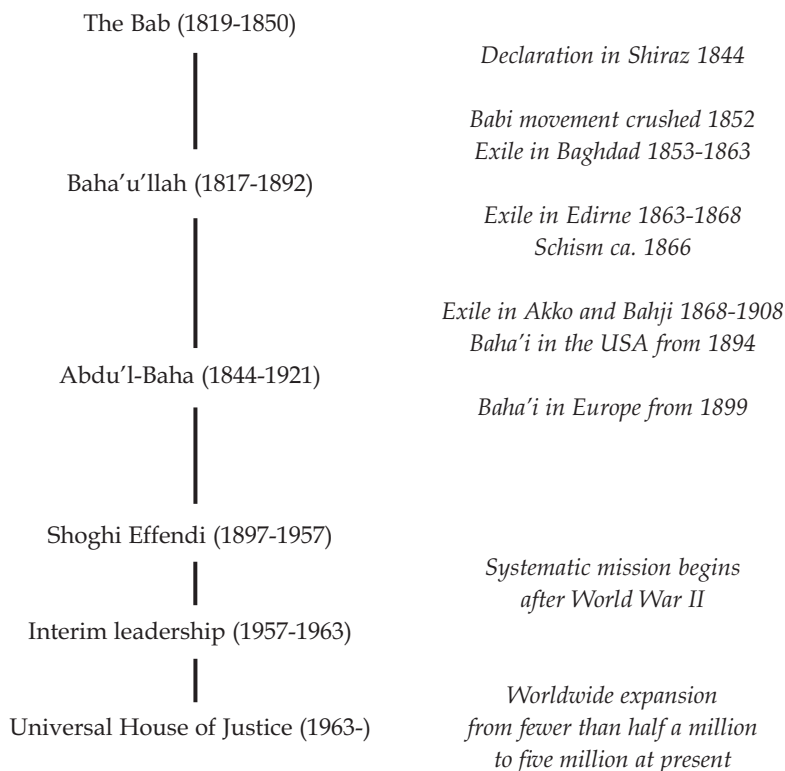 The Bab (1819-1850)
Declaration in Shiraz 1844
Babi movement crushed 1852
Exile in Baghdad 1853-1863
Baha'u'llah (1817-1892)
Exile in Edirne 1863-1868
Schism ca. 1866
Exile in Akko and Bahji 1868-1908
Baha'i in the USA from 1894
Abdu'l-Baha (1844-1921)
Baha'i in Europe from 1899
Shoghi Effendi (1897-1957)
Systematic mission begins
after World War II
Interim leadership (1957-1963)
Worldwide expansion
Universal House of Justice (1963-)
from fewer than half a million
to five million at present